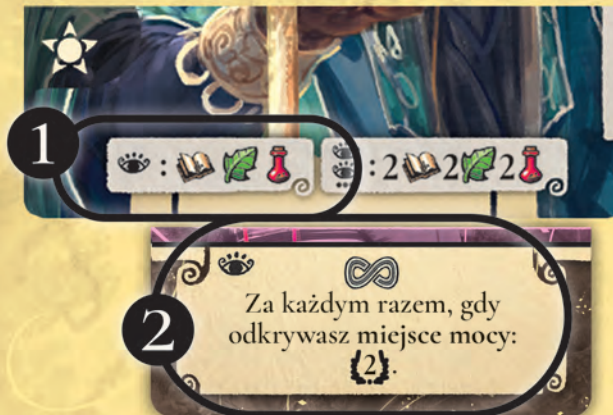 1
: 
: 2 2 2
2
Za każdym razem, gdy
odkrywasz miejsce mocy:
2.